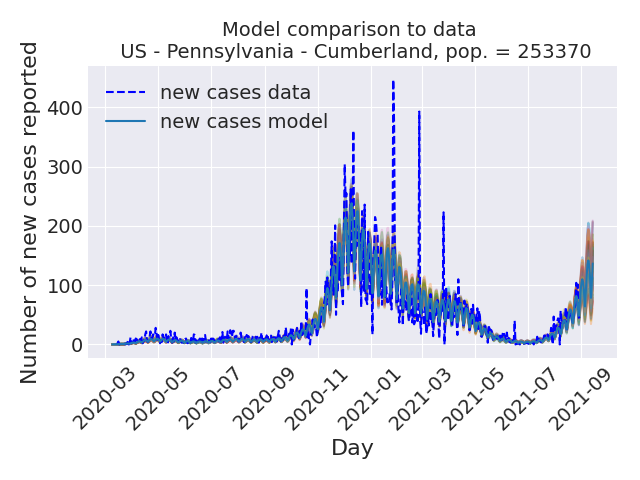 Model comparison to data
US - Pennsylvania - Cumberland, pop. = 253370
Number of new cases reported
400
300
200
100
0
new cases data
new cases model
2020-03
2020-05
2020-07
2020-09
2020-11
2021-01
2021-03
2021-05
2021-07
2021-09
Day